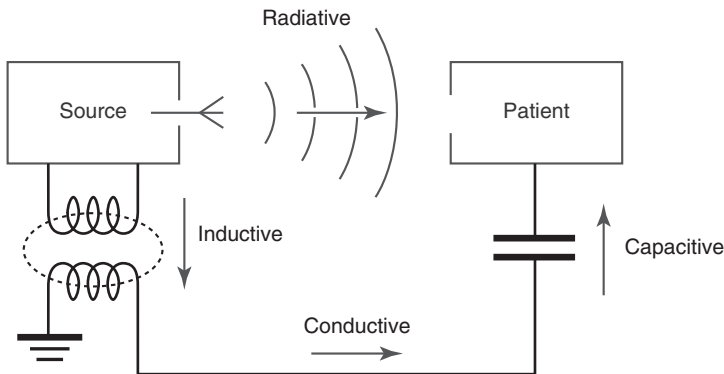 Radiative
Source
Patient
Inductive
Capacitive
Conductive